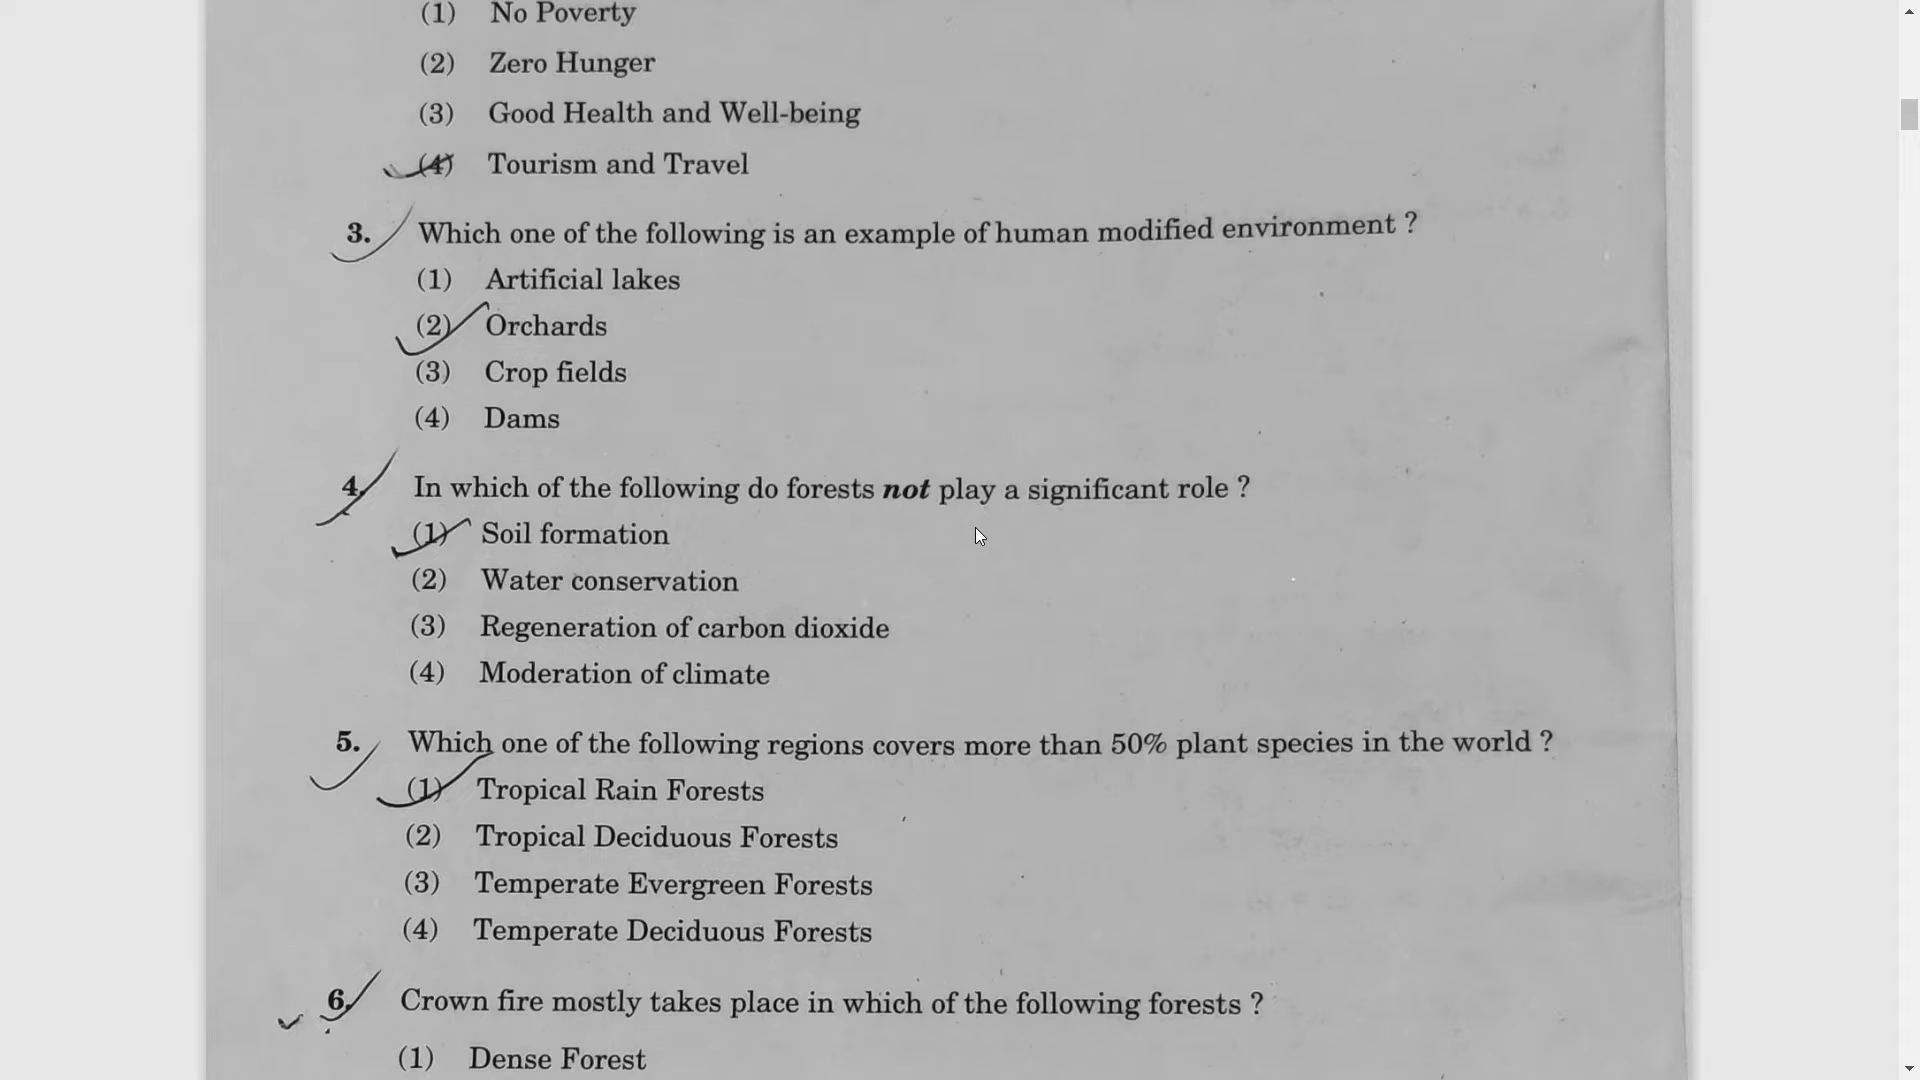 (1) No Poverty
(2) Zero Hunger
(3) Good Health and Well-being
(4) Tourism and Travel
3. Which one of the following is an example of human modified environment ?
(1) Artificial lakes
(2) Orchards
(3) Crop fields
(4) Dams
4. In which of the following do forests not play a significant role ?
(1) Soil formation
(2) Water conservation
(3) Regeneration of carbon dioxide
(4) Moderation of climate
5. Which one of the following regions covers more than 50% plant species in the world ?
(1) Tropical Rain Forests
(2) Tropical Deciduous Forests
(3) Temperate Evergreen Forests
(4) Temperate Deciduous Forests
6. Crown fire mostly takes place in which of the following forests ?
(1) Dense Forest